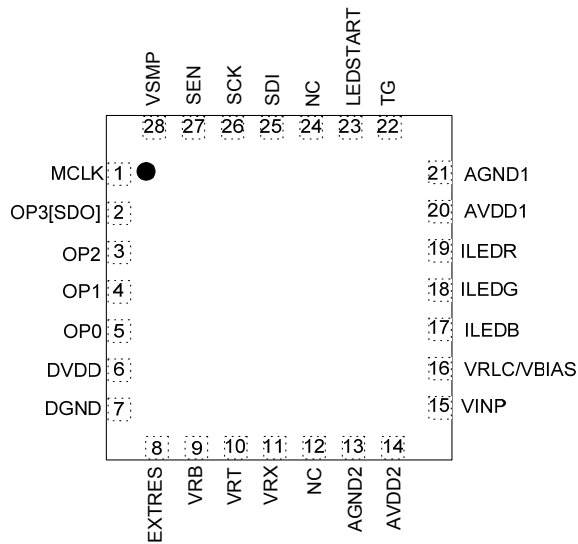 VSMP
SEN
SCK
SDI
NC
LEDSTART
TG
28 27 26 25 24 23 22
MCLK 1
OP3[SDO] 2
OP2 3
OP1 4
OP0 5
DVDD 6
DGND 7
21 AGND1
20 AVDD1
19 ILEDR
18 ILEDG
17 ILEDB
16 VRLC/VBIAS
15 VINP
8 9 10 11 12 13 14
EXTRES
VRB
VRT
VRX
NC
AGND2
AVDD2